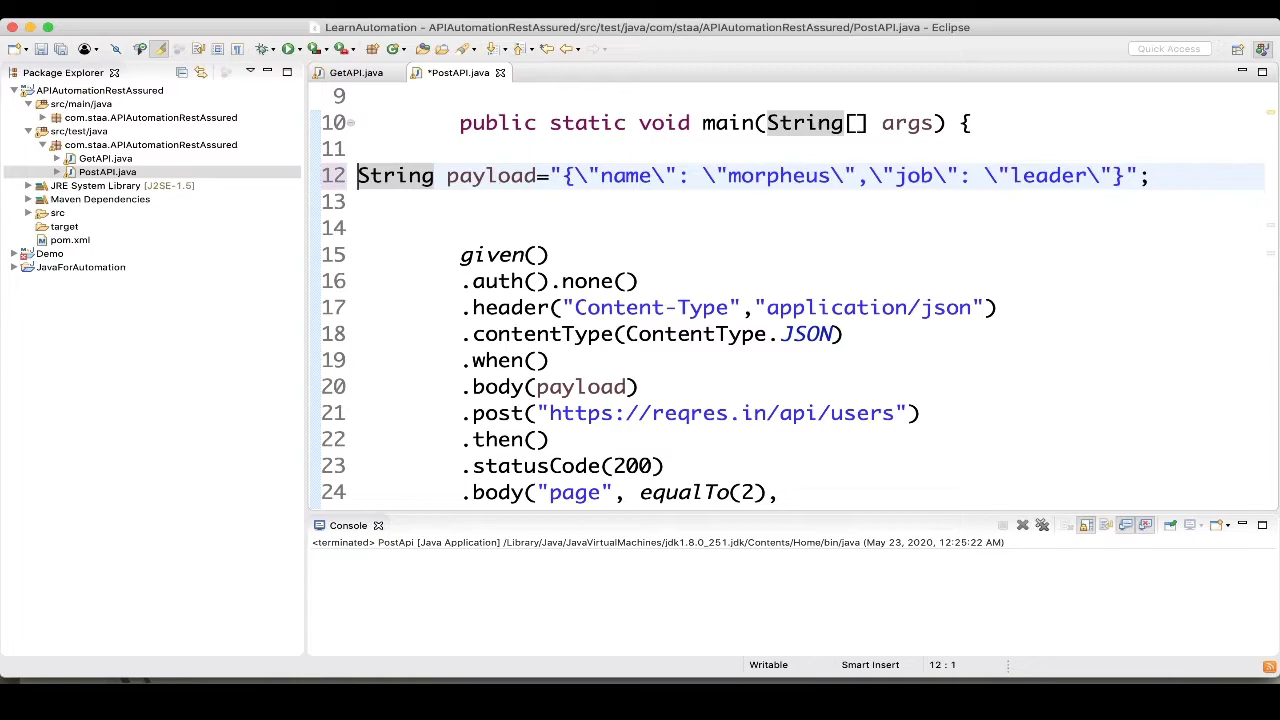 LearnAutomation - APIAutomationRestAssured/src/test/java/com/staa/APIAutomationRestAssured/PostAPI.java - Eclipse
Quick Access
Package Explorer
GetAPI.java
*PostAPI.java
APIAutomationRestAssured
src/main/java
com.staa.APIAutomationRestAssured
src/test/java
com.staa.APIAutomationRestAssured
GetAPI.java
PostAPI.java
JRE System Library [J2SE-1.5]
Maven Dependencies
src
target
pom.xml
Demo
JavaForAutomation
9
10 public static void main(String[] args) {
11
12 String payload="{\"name\": \"morpheus\",\"job\": \"leader\"}";
13
14
15 given()
16 .auth().none()
17 .header("Content-Type","application/json")
18 .contentType(ContentType.JSON)
19 .when()
20 .body(payload)
21 .post("https://reqres.in/api/users")
22 .then()
23 .statusCode(200)
24 .body("page", equalTo(2),
Console
<terminated> PostApi [Java Application] /Library/Java/JavaVirtualMachines/jdk1.8.0_251.jdk/Contents/Home/bin/java (May 23, 2020, 12:25:22 AM)
Writable
Smart Insert
12 : 1